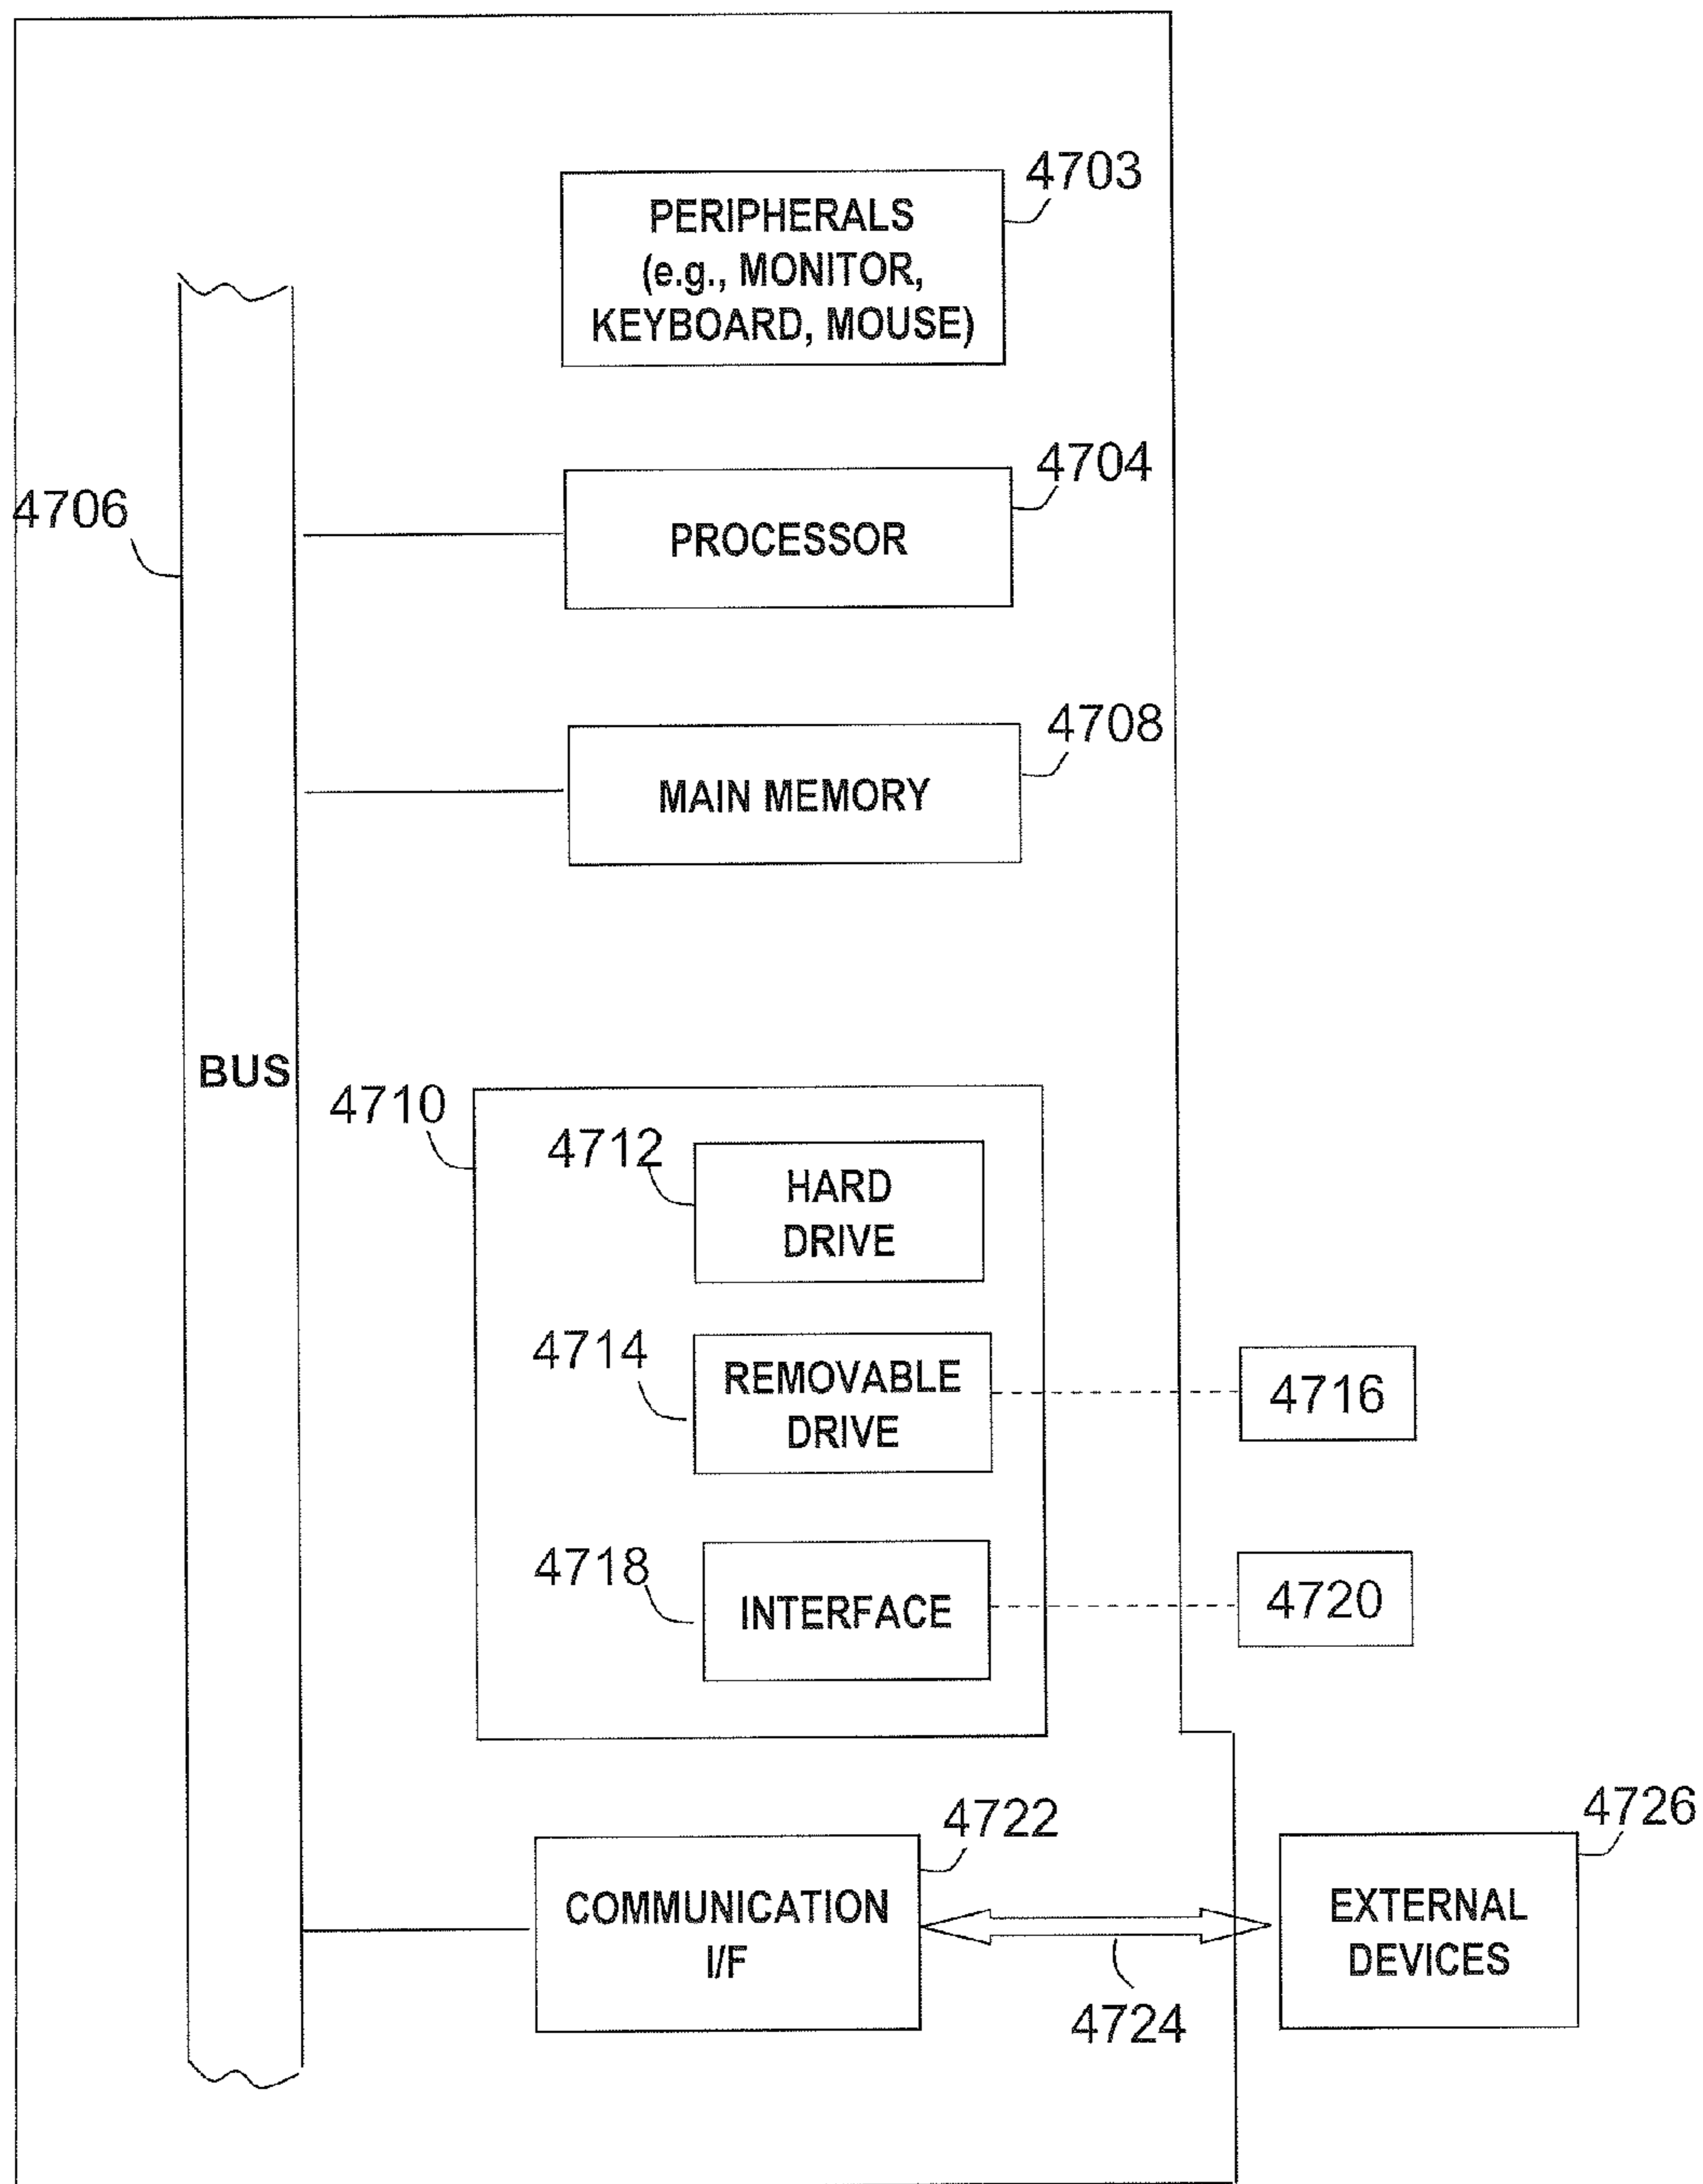 4703
PERIPHERALS
(e.g., MONITOR,
KEYBOARD, MOUSE)
4704
4706
PROCESSOR
4708
MAIN MEMORY
BUS
4710
4712
HARD
DRIVE
4714
REMOVABLE
DRIVE
4716
4718
INTERFACE
4720
4722
COMMUNICATION
I/F
4724
4726
EXTERNAL
DEVICES